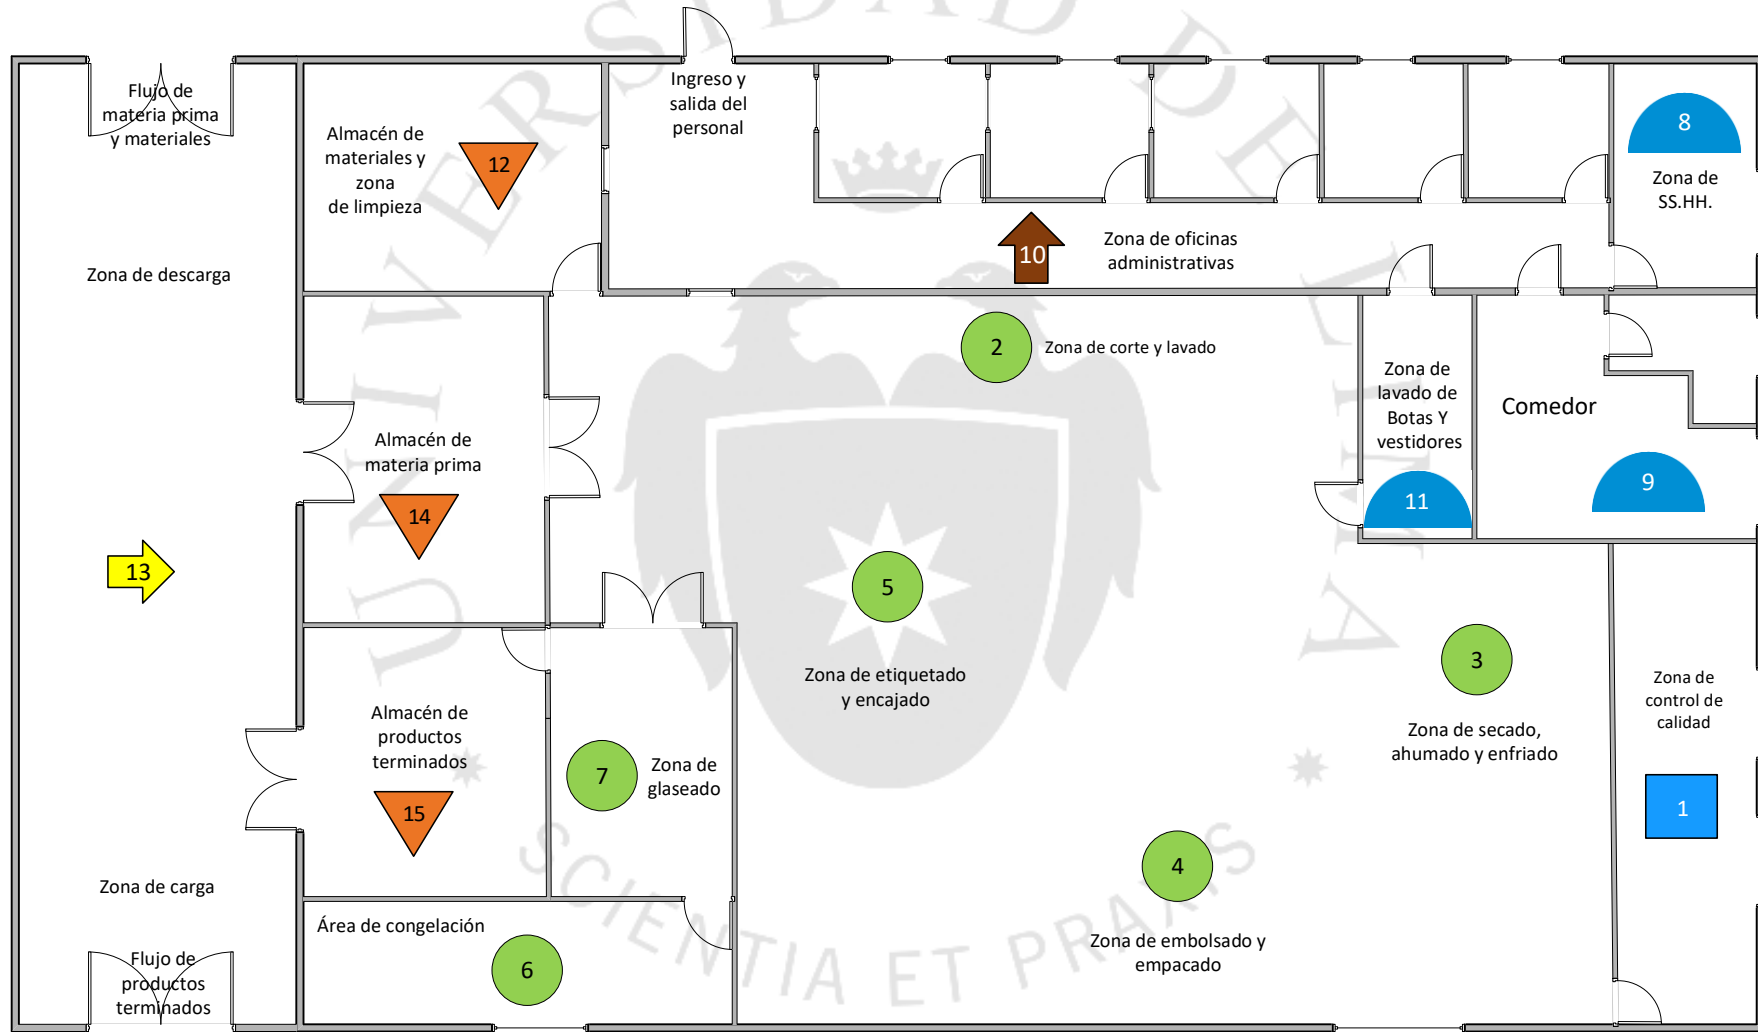 UNIVERSIDAD DE LIMA
SCIENTIA ET PRAXIS
Flujo de
materia prima
y materiales
Almacén de
materiales y
zona
de limpieza
12
Ingreso y
salida del
personal
8
Zona de
SS.HH.
Zona de descarga
10
Zona de oficinas
administrativas
2
Zona de corte y lavado
Zona de
lavado de
Botas Y
vestidores
11
Comedor
9
Almacén de
materia prima
14
13
5
Zona de etiquetado
y encajado
3
Zona de secado,
ahumado y enfriado
Zona de
control de
calidad
1
Almacén de
productos
terminados
15
7
Zona de
glaseado
4
Zona de embolsado y
empacado
Zona de carga
Área de congelación
6
Flujo de
productos
terminados